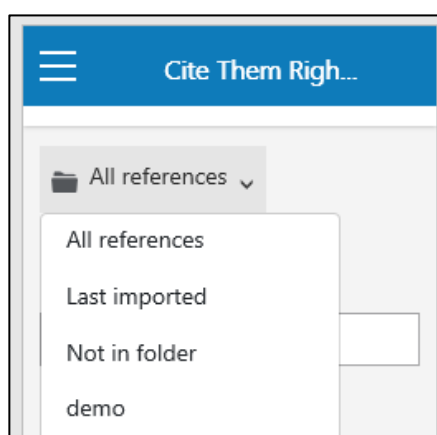 Cite Them Righ...
All references
All references
Last imported
Not in folder
demo